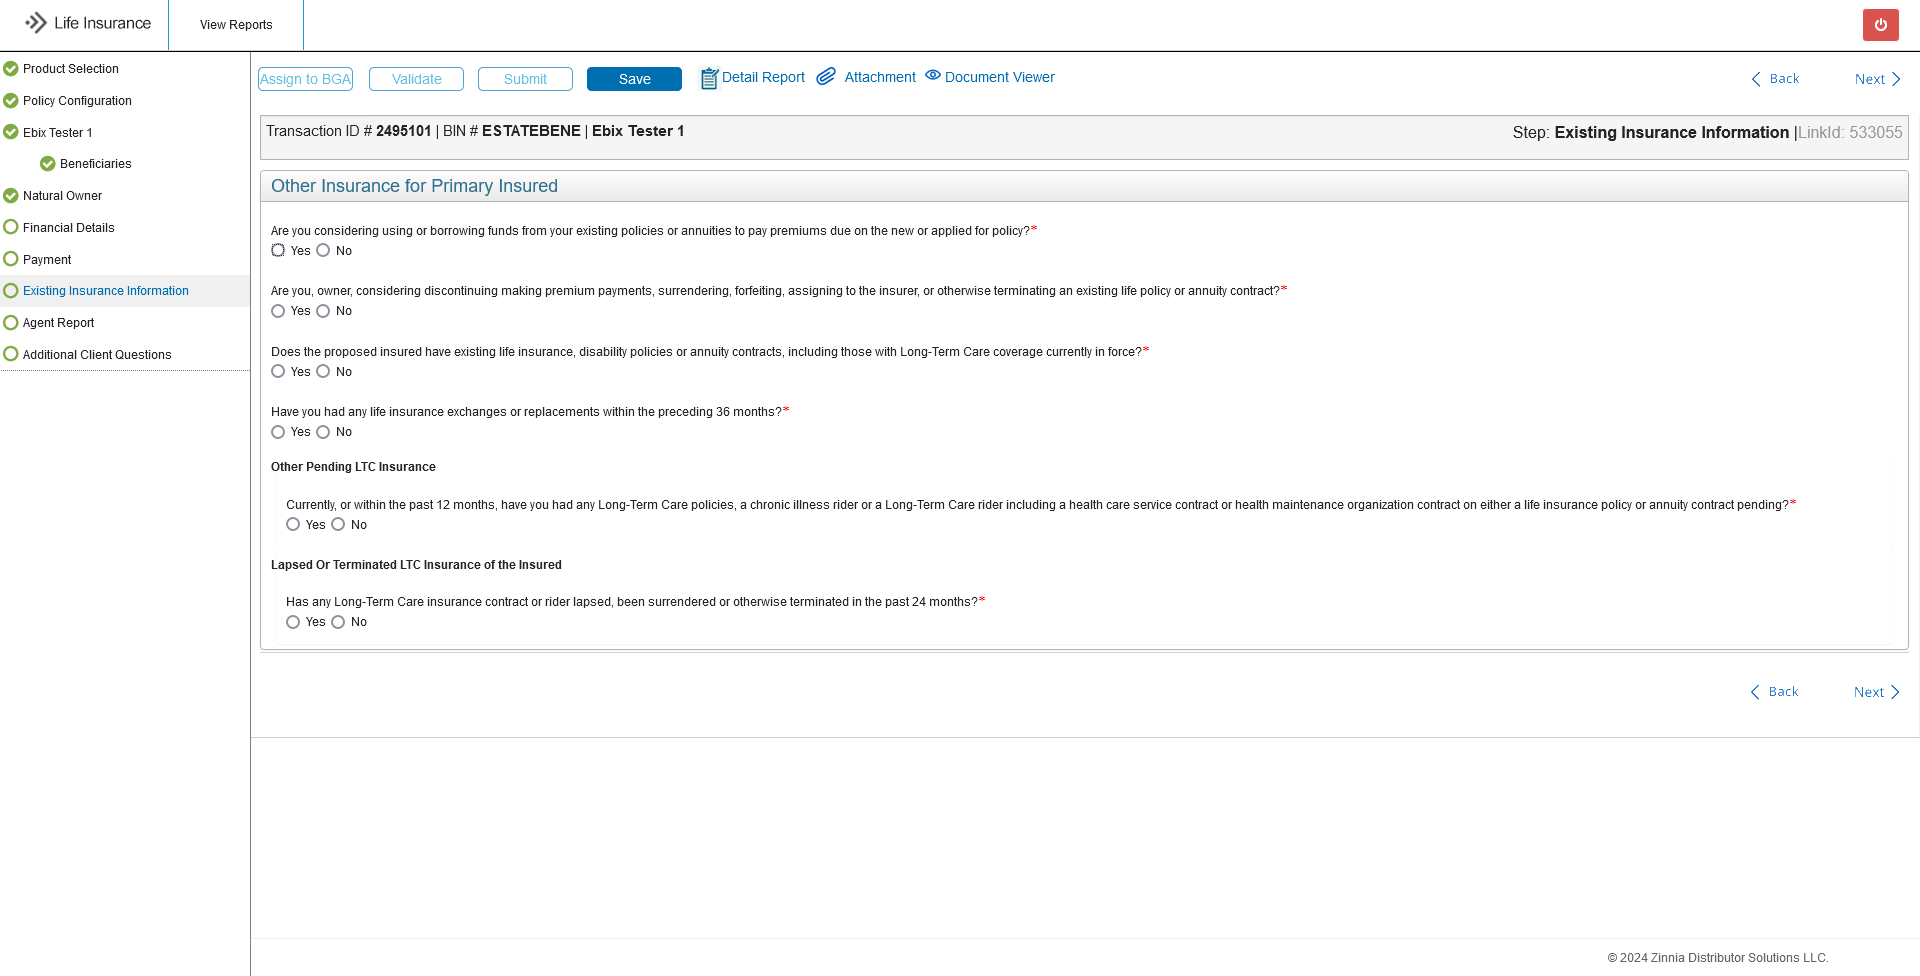 Life Insurance
View Reports
Product Selection
Policy Configuration
Ebix Tester 1
Beneficiaries
Natural Owner
Financial Details
Payment
Existing Insurance Information
Agent Report
Additional Client Questions
Assign to BGA
Validate
Submit
Save
Detail Report
Attachment
Document Viewer
Back
Next
Transaction ID # 2495101 | BIN # ESTATEBENE | Ebix Tester 1
Step: Existing Insurance Information |LinkId: 533055
Other Insurance for Primary Insured
Are you considering using or borrowing funds from your existing policies or annuities to pay premiums due on the new or applied for policy?*
Yes No
Are you, owner, considering discontinuing making premium payments, surrendering, forfeiting, assigning to the insurer, or otherwise terminating an existing life policy or annuity contract?*
Yes No
Does the proposed insured have existing life insurance, disability policies or annuity contracts, including those with Long-Term Care coverage currently in force?*
Yes No
Have you had any life insurance exchanges or replacements within the preceding 36 months?*
Yes No
Other Pending LTC Insurance
Currently, or within the past 12 months, have you had any Long-Term Care policies, a chronic illness rider or a Long-Term Care rider including a health care service contract or health maintenance organization contract on either a life insurance policy or annuity contract pending?*
Yes No
Lapsed Or Terminated LTC Insurance of the Insured
Has any Long-Term Care insurance contract or rider lapsed, been surrendered or otherwise terminated in the past 24 months?*
Yes No
Back
Next
© 2024 Zinnia Distributor Solutions LLC.